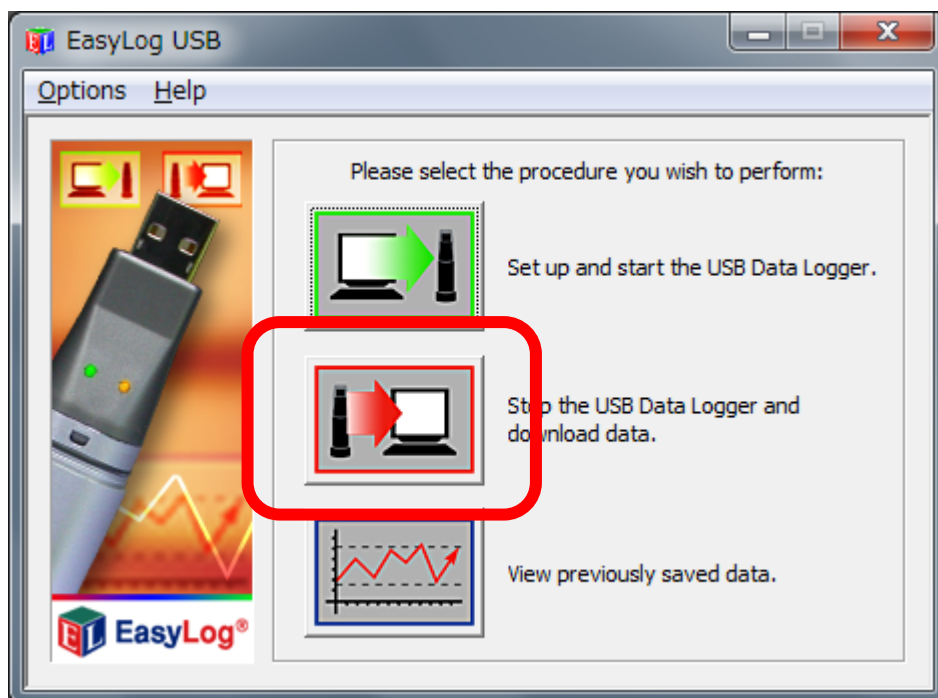 EasyLog USB
Options Help
Please select the procedure you wish to perform:
Set up and start the USB Data Logger.
Stop the USB Data Logger and
download data.
View previously saved data.
EL EasyLog®